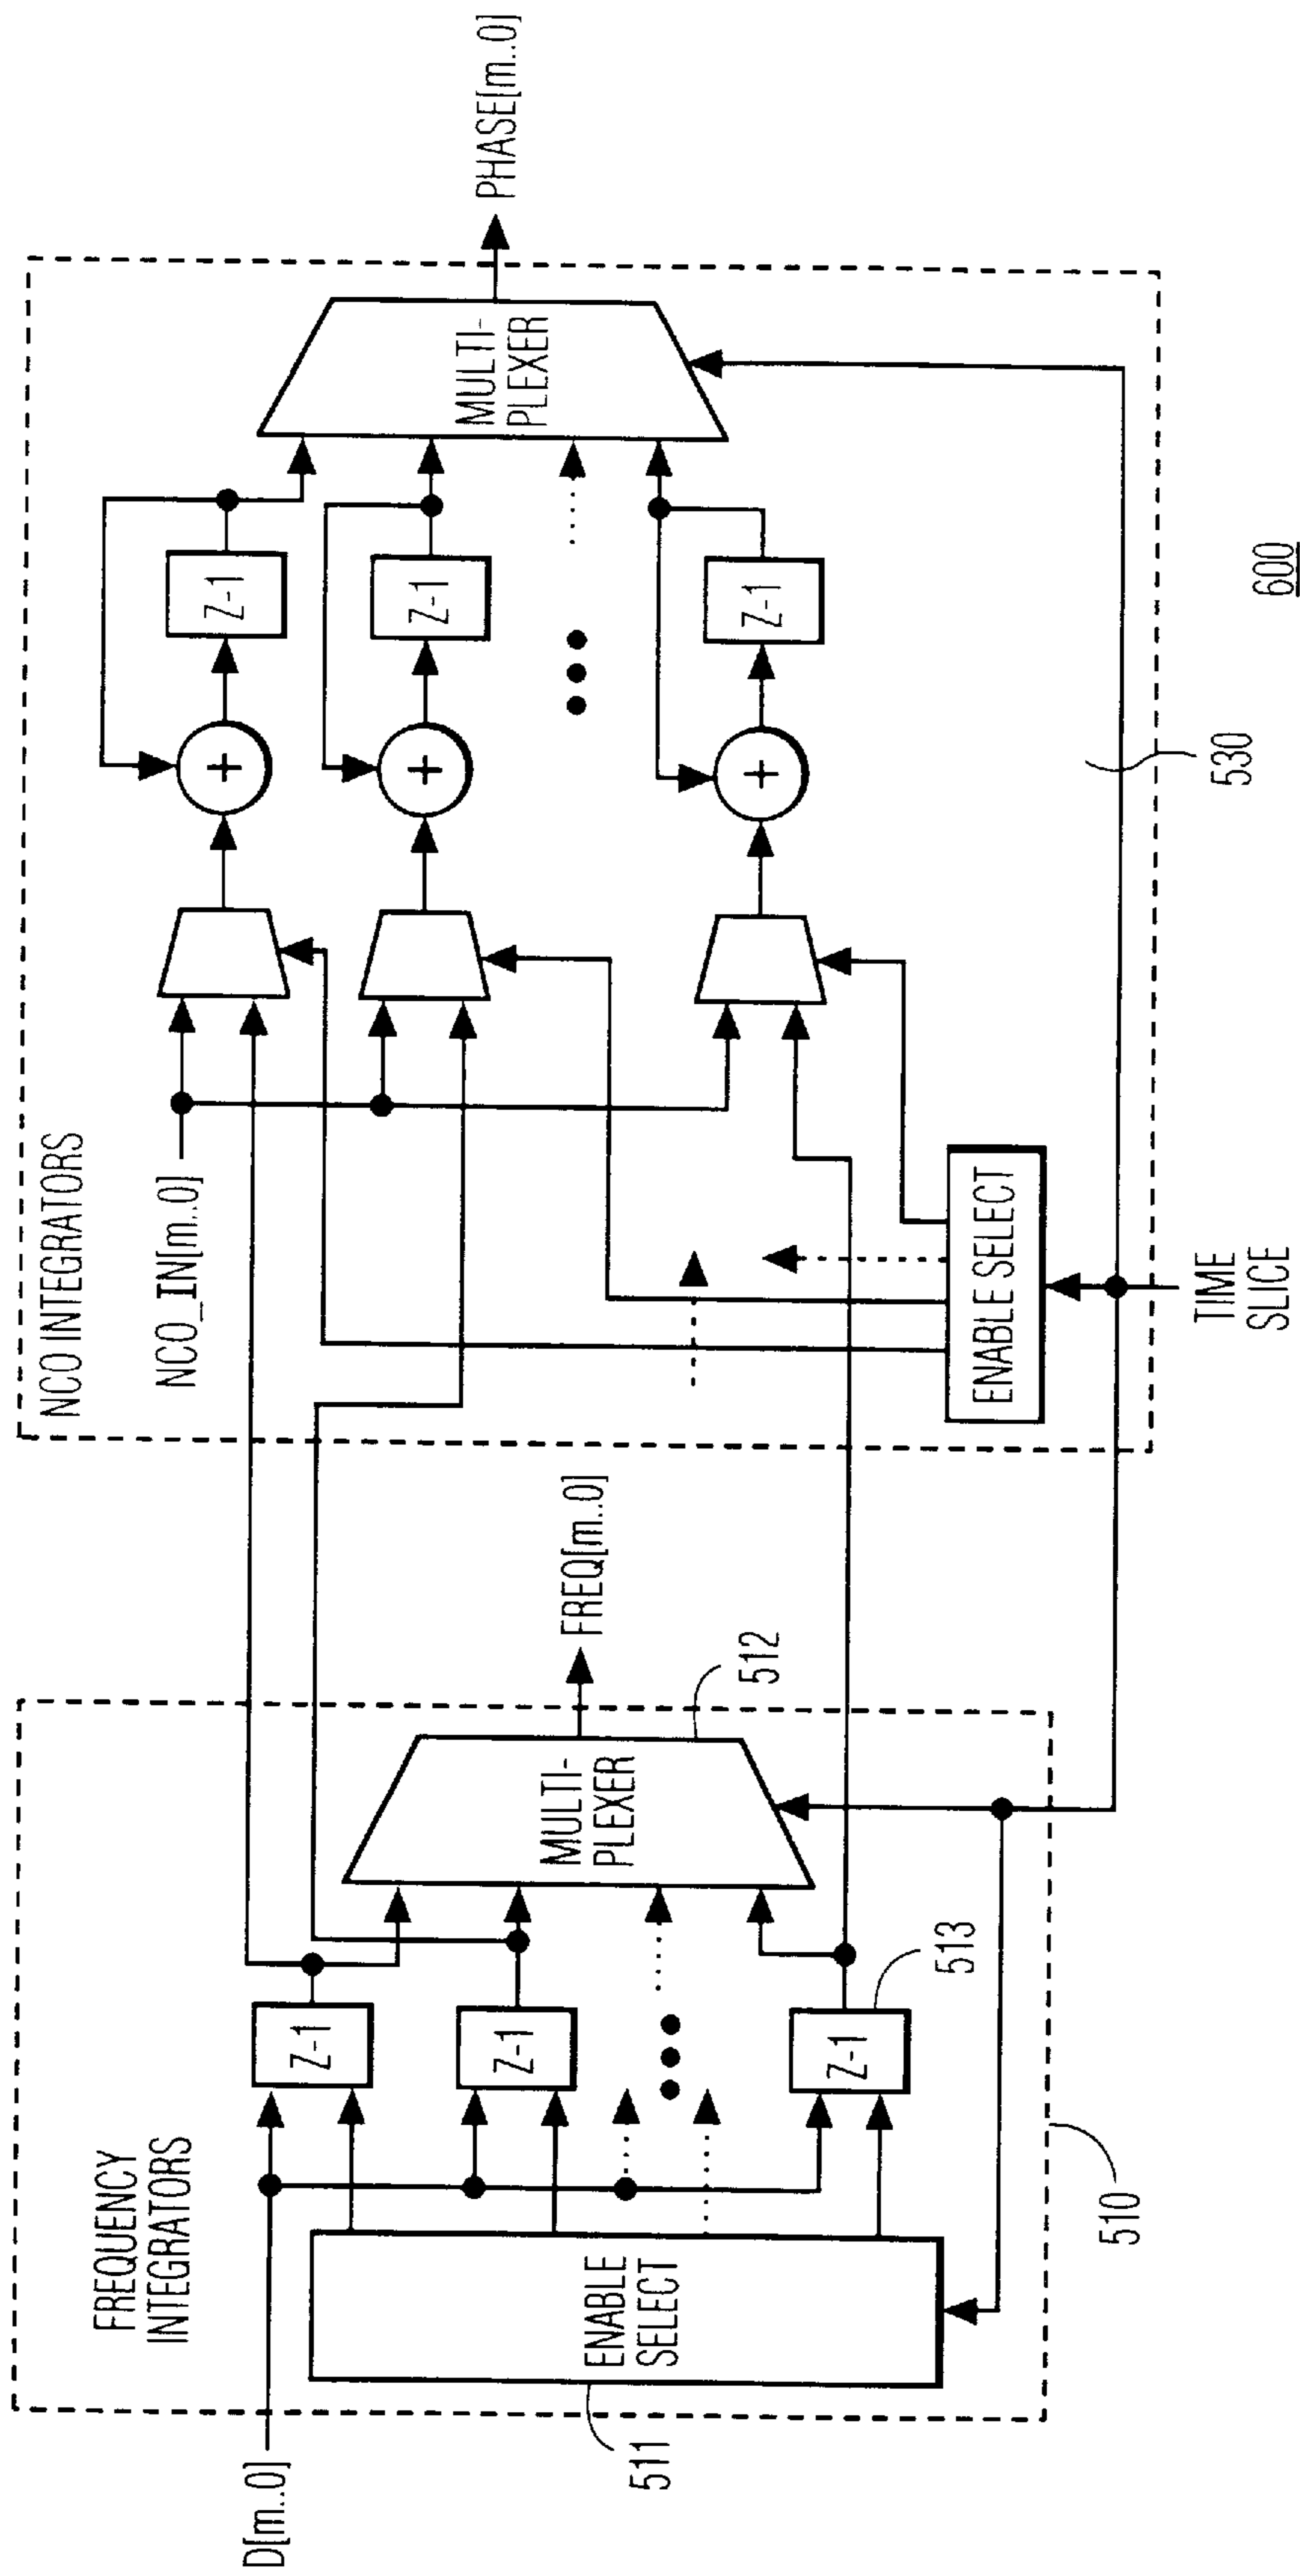 D[m..0]
FREQUENCY
INTEGRATORS
ENABLE
SELECT
511
Z-1
Z-1
Z-1
513
MULTI-
PLEXER
512
FREQ[m..0]
510
NCO INTEGRATORS
NCO_IN[m..0]
ENABLE SELECT
TIME
SLICE
+
+
+
Z-1
Z-1
Z-1
MULTI-
PLEXER
PHASE[m..0]
530
600